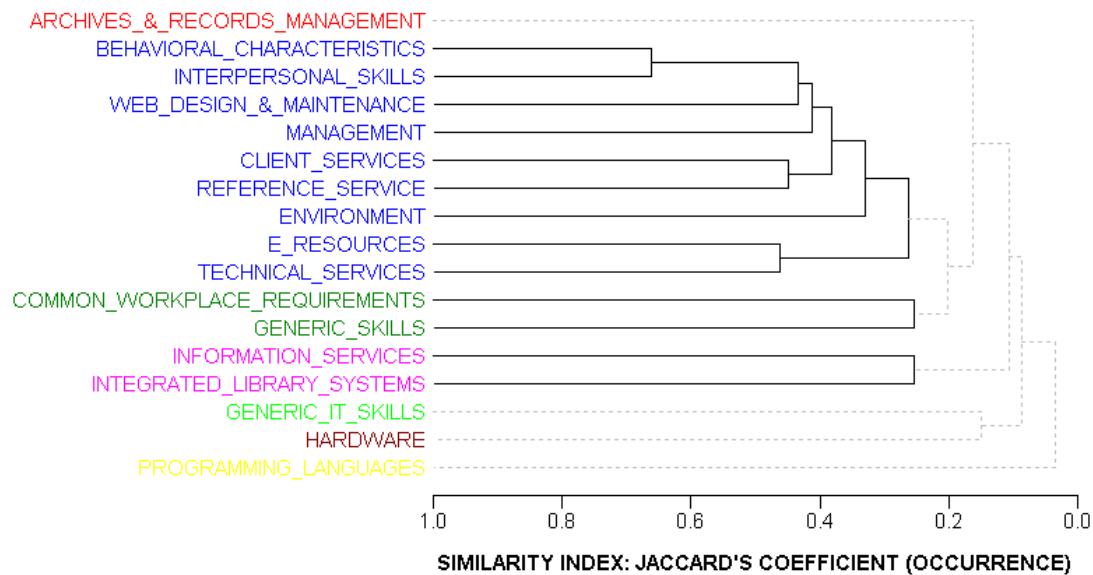 ARCHIVES_&_RECORDS_MANAGEMENT
BEHAVIORAL_CHARACTERISTICS
INTERPERSONAL_SKILLS
WEB_DESIGN_&_MAINTENANCE
MANAGEMENT
CLIENT_SERVICES
REFERENCE_SERVICE
ENVIRONMENT
E_RESOURCES
TECHNICAL_SERVICES
COMMON_WORKPLACE_REQUIREMENTS
GENERIC_SKILLS
INFORMATION_SERVICES
INTEGRATED_LIBRARY_SYSTEMS
GENERIC_IT_SKILLS
HARDWARE
PROGRAMMING_LANGUAGES
1.0 0.8 0.6 0.4 0.2 0.0
SIMILARITY INDEX: JACCARD'S COEFFICIENT (OCCURRENCE)